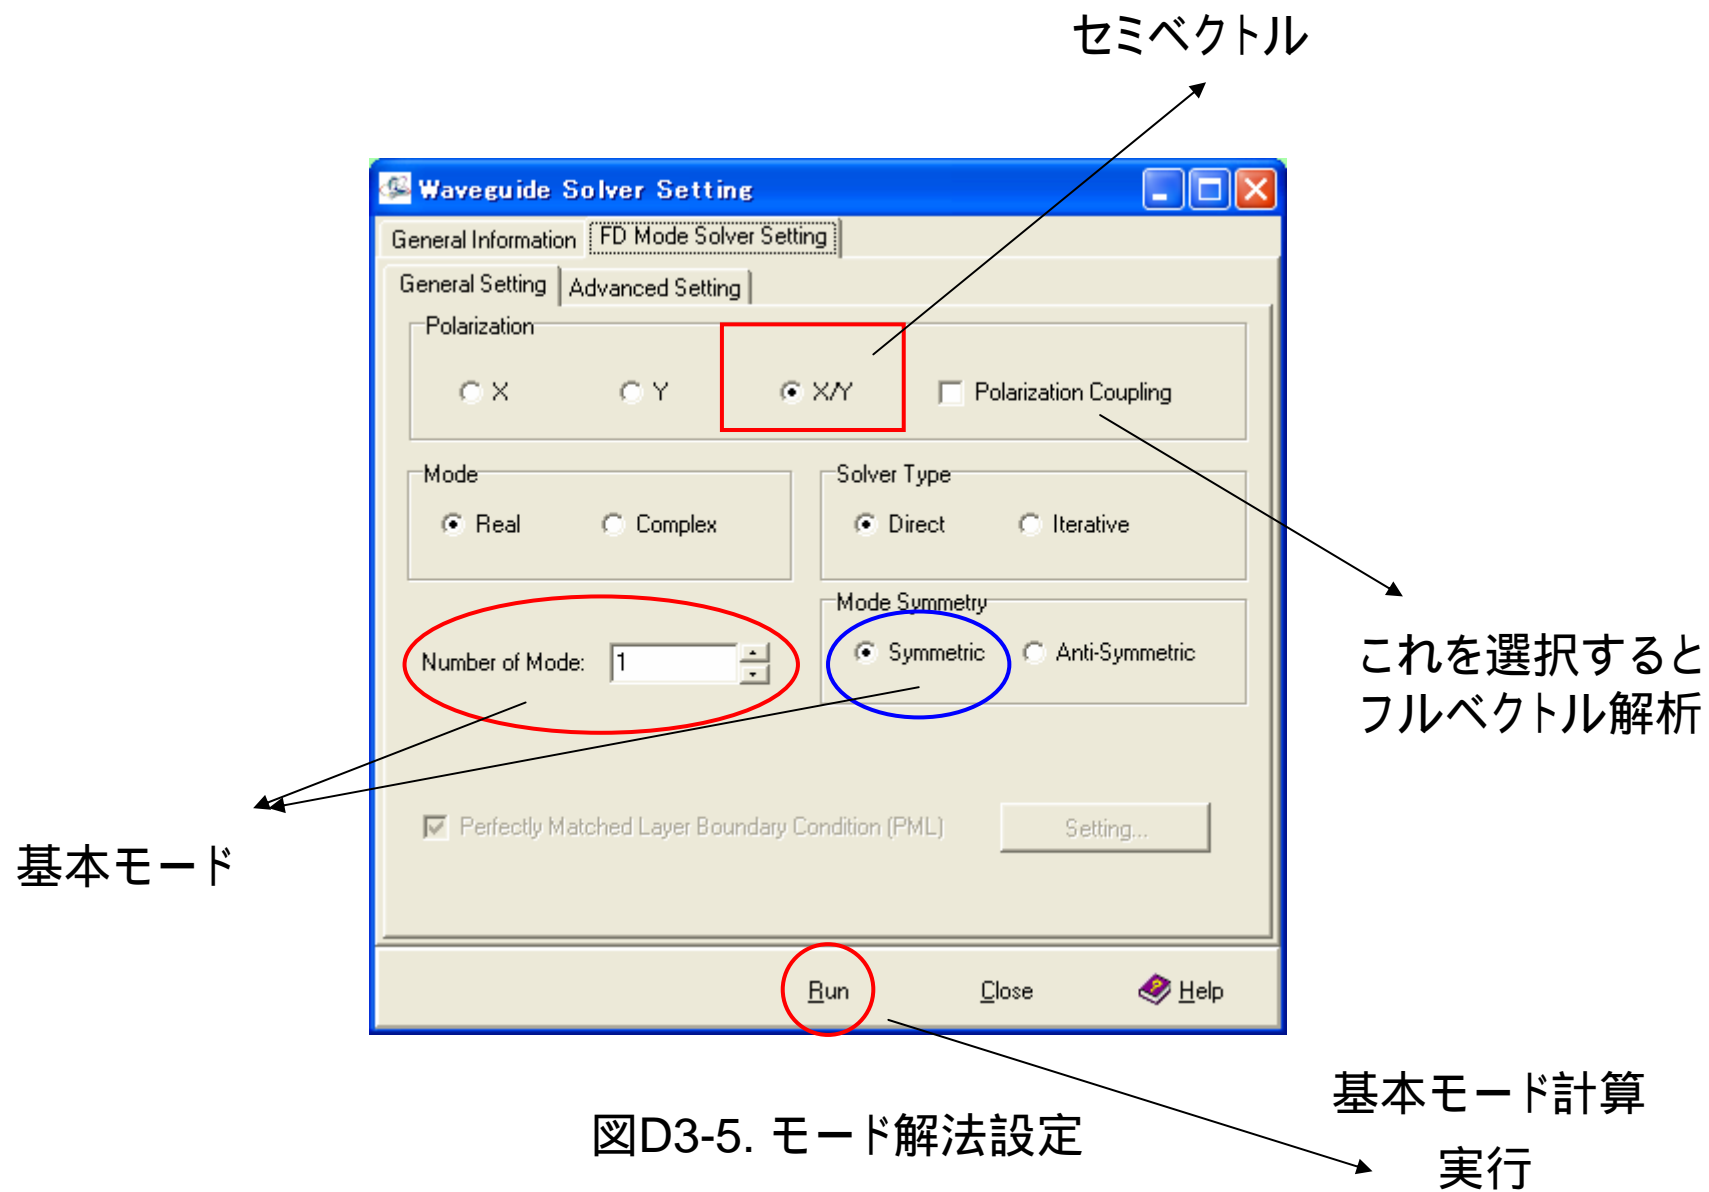 セミベクトル
Waveguide Solver Setting
General Information FD Mode Solver Setting
General Setting Advanced Setting
Polarization
X Y X/Y Polarization Coupling
Mode Solver Type
Real Complex Direct Iterative
Mode Symmetry
Number of Mode: 1 Symmetric Anti-Symmetric
これを選択すると
フルベクトル解析
Perfectly Matched Layer Boundary Condition (PML) Setting...
基本モード
Run Close Help
基本モード計算
実行
図D3-5. モード解法設定